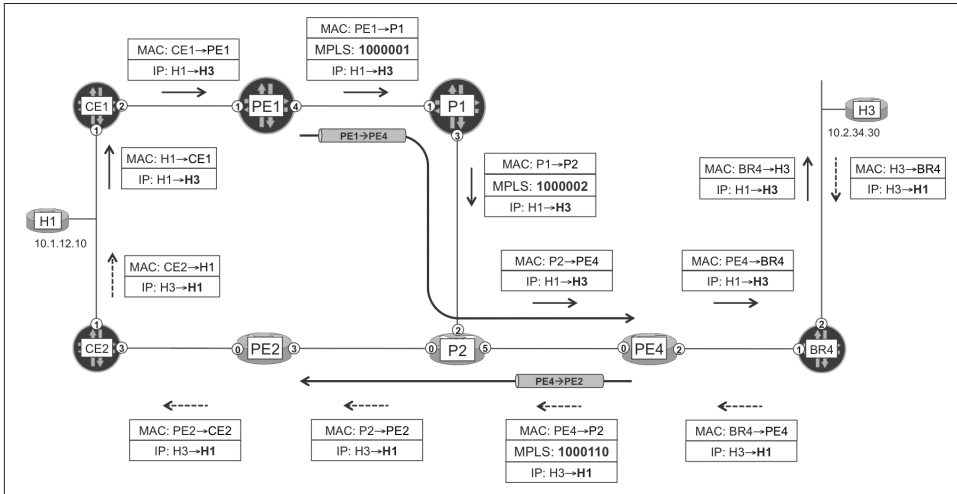 MAC: CE1→PE1
IP: H1→H3
MAC: PE1→P1
MPLS: 1000001
IP: H1→H3
CE1
2
1
1
PE1
4
1
P1
3
H3
10.2.34.30
PE1→PE4
MAC: H1→CE1
IP: H1→H3
MAC: P1→P2
MPLS: 1000002
IP: H1→H3
MAC: BR4→H3
IP: H1→H3
MAC: H3→BR4
IP: H3→H1
H1
10.1.12.10
MAC: CE2→H1
IP: H3→H1
MAC: P2→PE4
IP: H1→H3
MAC: PE4→BR4
IP: H1→H3
1
CE2
3
0
PE2
3
0
2
P2
5
0
PE4
2
1
2
BR4
PE4→PE2
MAC: PE2→CE2
IP: H3→H1
MAC: P2→PE2
IP: H3→H1
MAC: PE4→P2
MPLS: 1000110
IP: H3→H1
MAC: BR4→PE4
IP: H3→H1